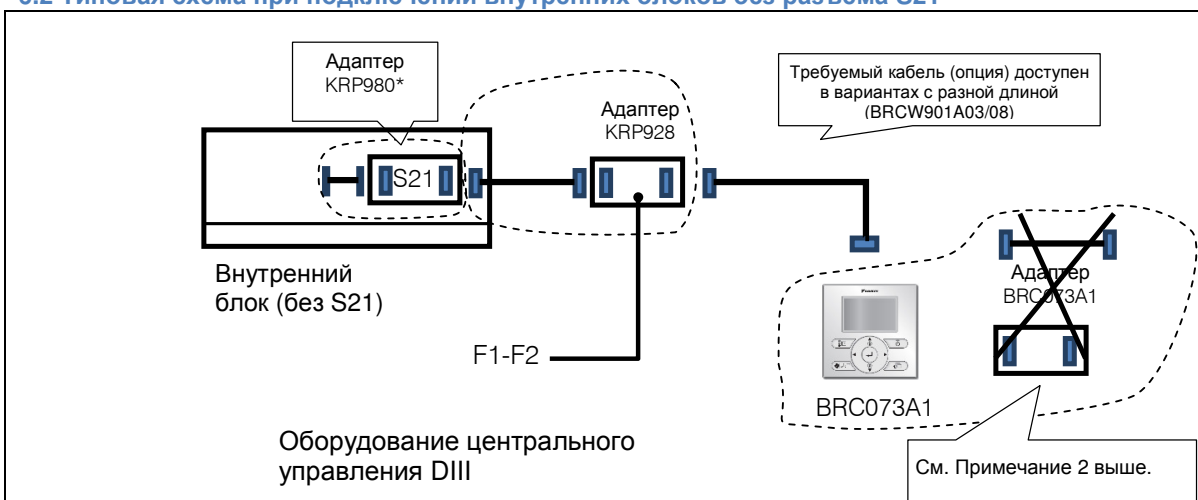 6.2 Типовая схема при подключении внутренних блоков без разъема S21
Адаптер
KRP980*
Адаптер
KRP928
Требуемый кабель (опция) доступен
в вариантах с разной длиной
(BRCW901A03/08)
S21
Внутренний
блок (без S21)
Адаптер
BRC073A1
F1-F2
BRC073A1
Оборудование центрального
управления DIII
См. Примечание 2 выше.